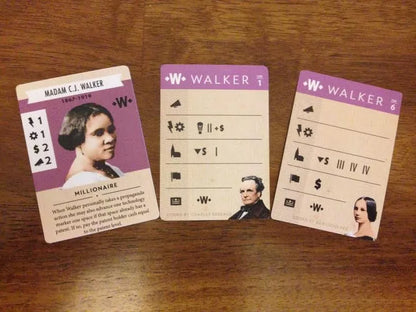 MADAM C.J. WALKER
1867-1919
W
1
1
$ 2
2
MILLIONAIRE
When Walker personally takes a propaganda
action she may also advance one technology
marker one space if that space already has a
patent. If so, pay the patent holder cash equal
to the patent level.
W WALKER
1
II + $
$ I
W
W WALKER
6
$ III IV IV
$
W